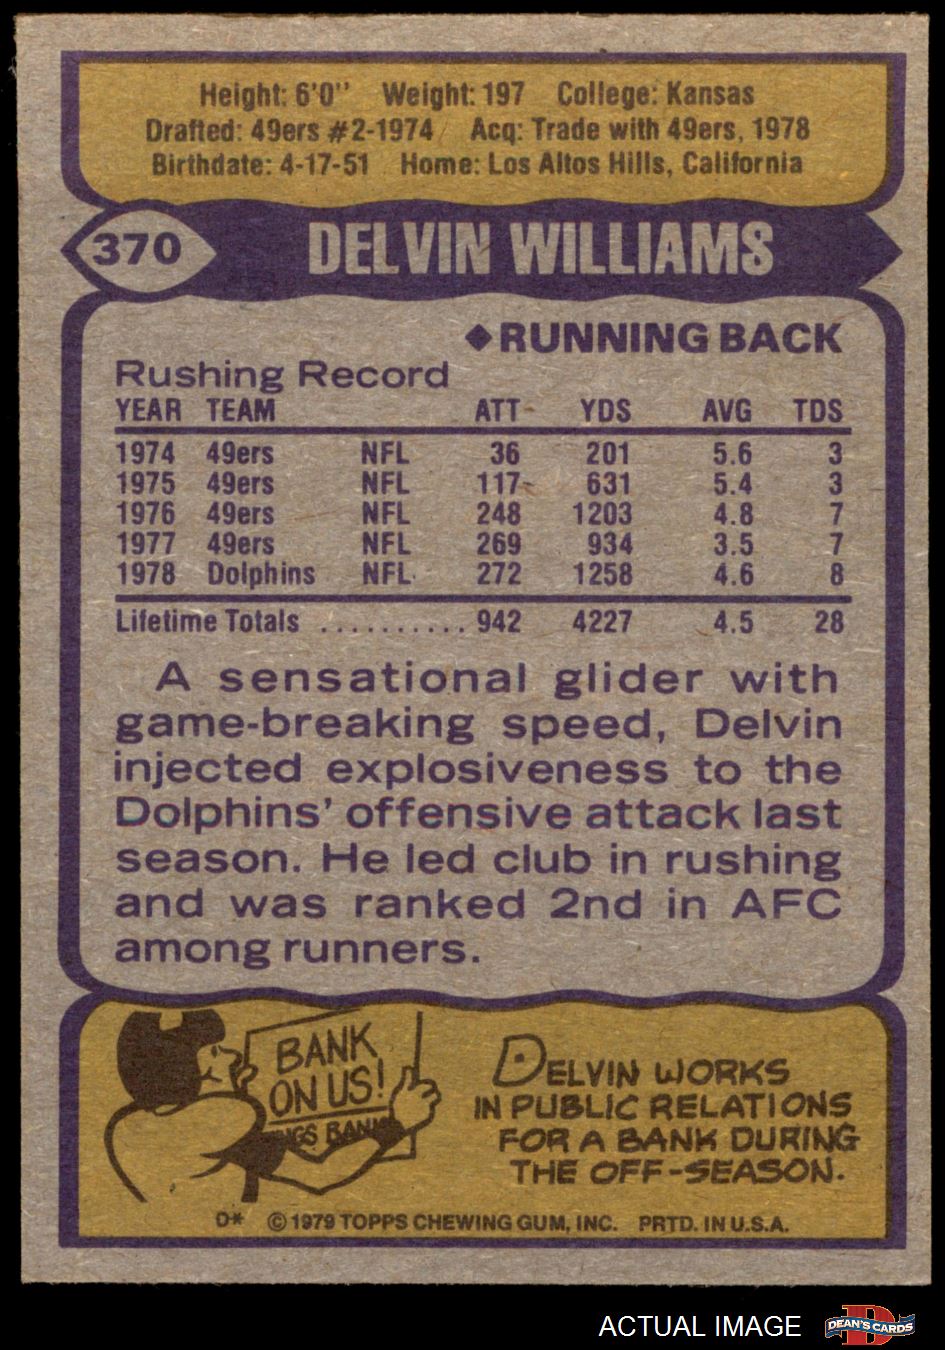 Height: 6'0" Weight: 197 College: Kansas
Drafted: 49ers #2-1974 Acq: Trade with 49ers, 1978
Birthdate: 4-17-51 Home: Los Altos Hills, California
370 DELVIN WILLIAMS
◆RUNNING BACK
Rushing Record
YEAR TEAM ATT YDS AVG TDS
1974 49ers NFL 36 201 5.6 3
1975 49ers NFL 117 631 5.4 3
1976 49ers NFL 248 1203 4.8 7
1977 49ers NFL 269 934 3.5 7
1978 Dolphins NFL 272 1258 4.6 8
Lifetime Totals .......... 942 4227 4.5 28
A sensational glider with
game-breaking speed, Delvin
injected explosiveness to the
Dolphins' offensive attack last
season. He led club in rushing
and was ranked 2nd in AFC
among runners.
BANK
ON US!
NGS BANK
DELVIN WORKS
IN PUBLIC RELATIONS
FOR A BANK DURING
THE OFF-SEASON.
D* © 1979 TOPPS CHEWING GUM, INC. PRTD. IN U.S.A.
ACTUAL IMAGE DEAN'S CARDS